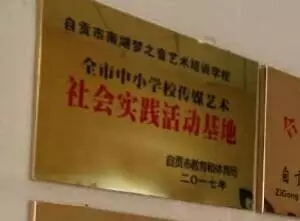 自贡市南湖梦之音艺术培训学校
全市中小学校传媒艺术
社会实践活动基地
自贡市教育和体育局
二〇一七年
自
ZiGong